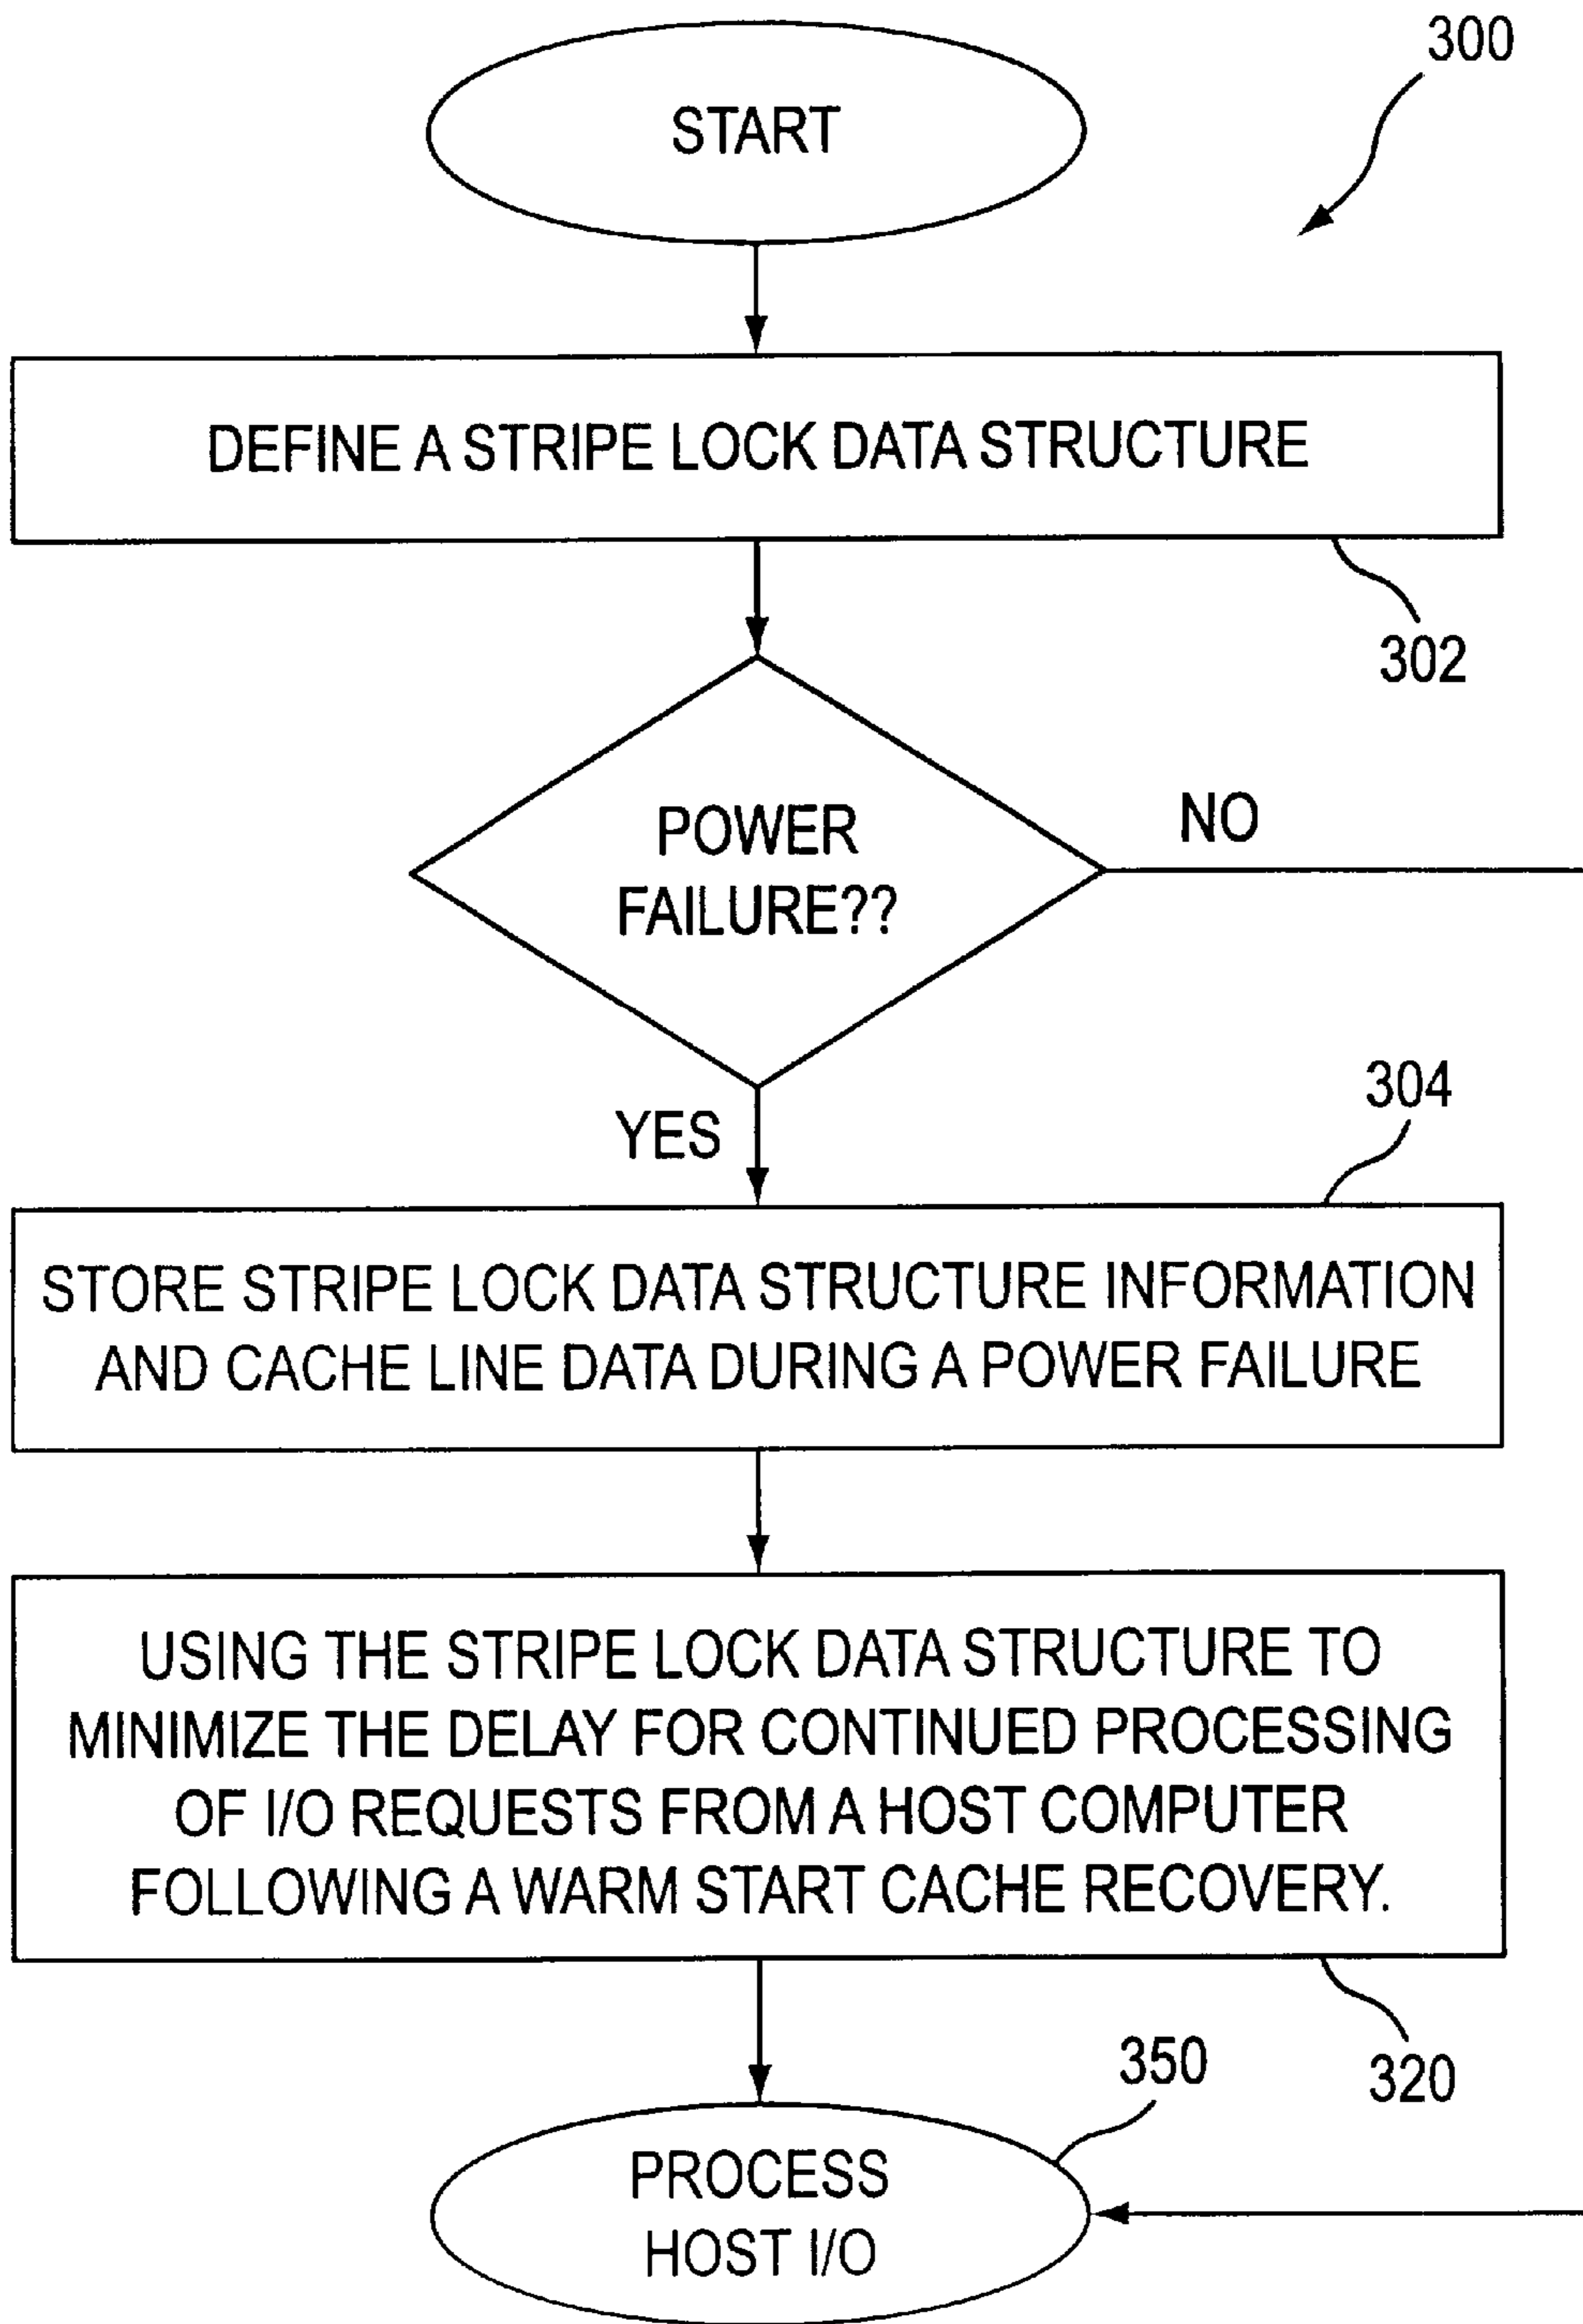 300
START
DEFINE A STRIPE LOCK DATA STRUCTURE
302
POWER
FAILURE??
NO
YES
304
STORE STRIPE LOCK DATA STRUCTURE INFORMATION
AND CACHE LINE DATA DURING A POWER FAILURE
USING THE STRIPE LOCK DATA STRUCTURE TO
MINIMIZE THE DELAY FOR CONTINUED PROCESSING
OF I/O REQUESTS FROM A HOST COMPUTER
FOLLOWING A WARM START CACHE RECOVERY.
320
350
PROCESS
HOST I/O